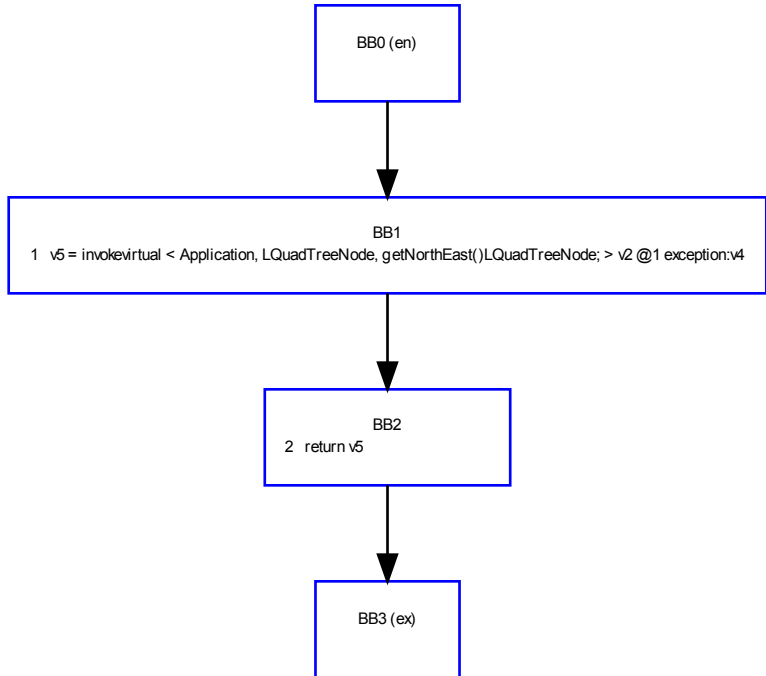 BB0 (en)
BB1
1 v5 = invokevirtual < Application, LQuadTreeNode, getNorthEast()LQuadTreeNode; > v2 @1 exception:v4
BB2
2 return v5
BB3 (ex)